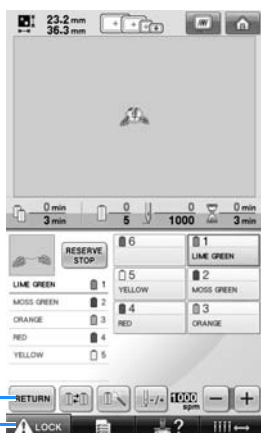 23.2 mm
36.3 mm
0 min
3 min
0
5
0
1000
0 min
3 min
RESERVE
STOP
LIME GREEN 1
MOSS GREEN 2
ORANGE 3
RED 4
YELLOW 5
6
1
LIME GREEN
5
YELLOW
2
MOSS GREEN
4
RED
3
ORANGE
RETURN
1000
spm
LOCK